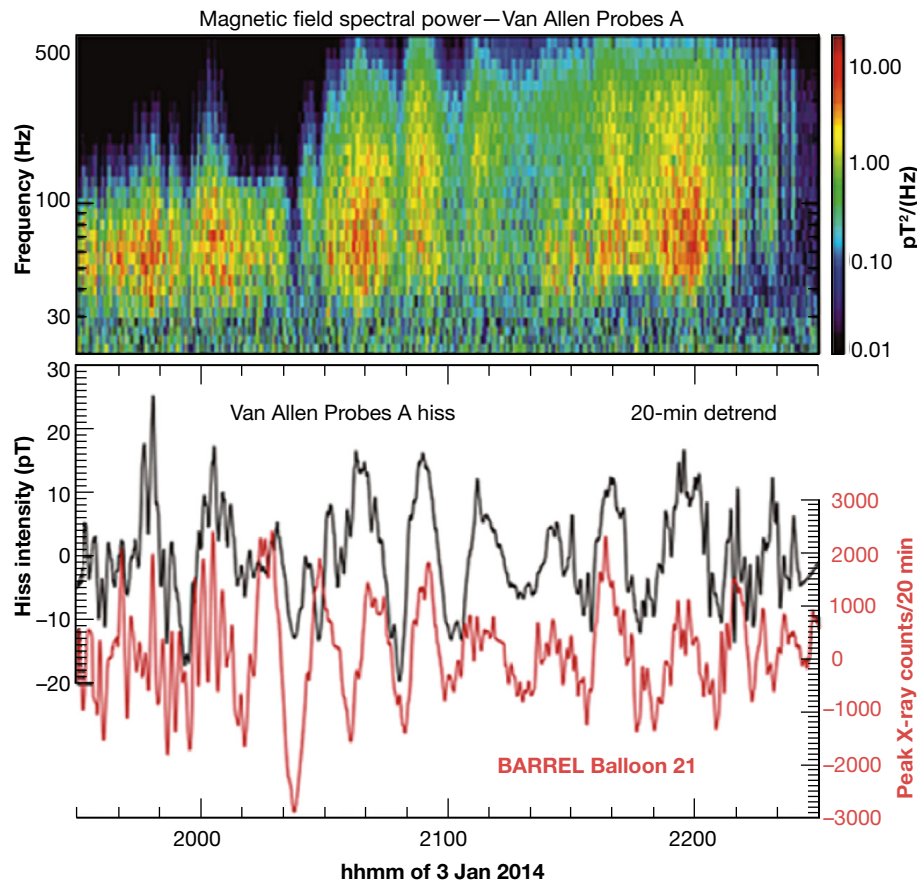 Magnetic field spectral power—Van Allen Probes A
500
100
30
Frequency (Hz)
10.00
1.00
0.10
0.01
pT²/(Hz)
30
20
10
0
−10
−20
Hiss intensity (pT)
Van Allen Probes A hiss
20-min detrend
3000
2000
1000
0
−1000
−2000
−3000
Peak X-ray counts/20 min
BARREL Balloon 21
2000
2100
2200
hhmm of 3 Jan 2014